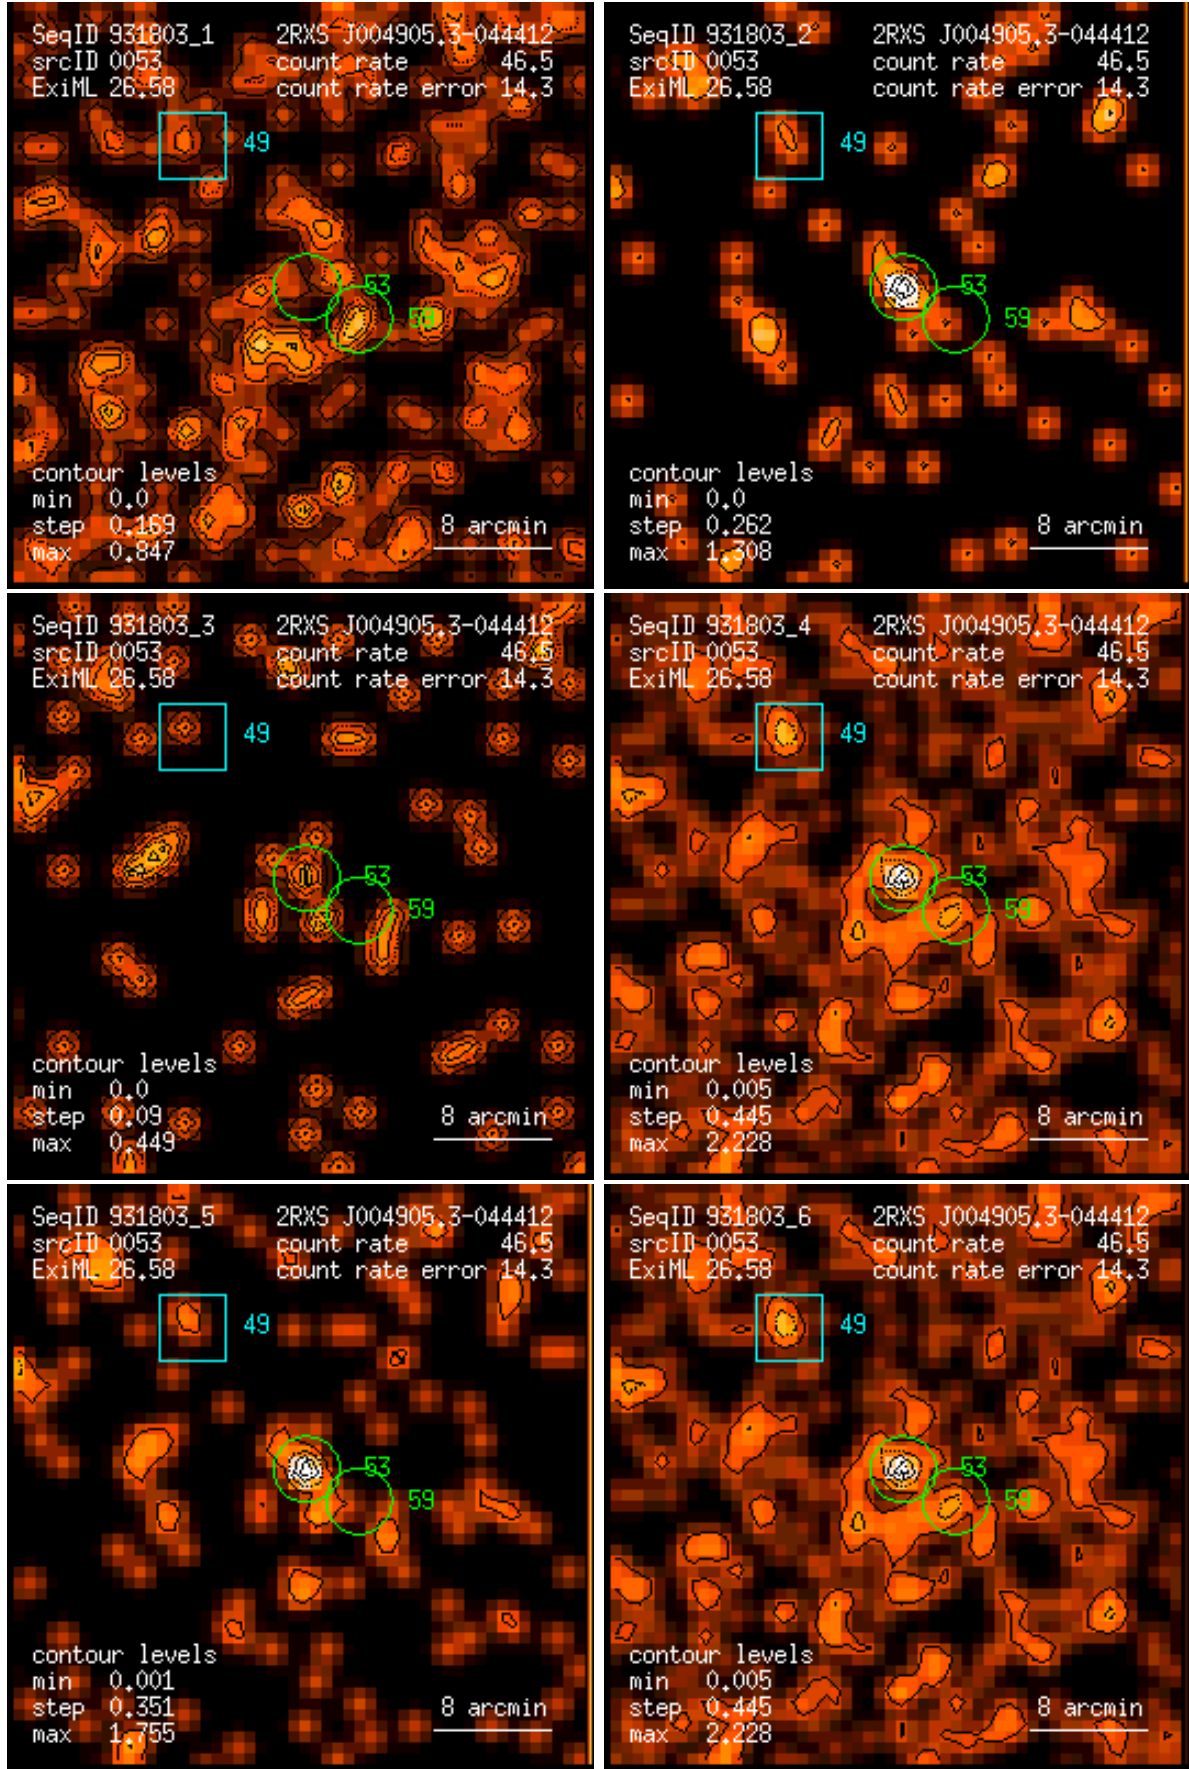 SeqID 931803_1 2RXS J004905.3-044412
srcID 0053 count rate 46.5
ExiML 26.58 count rate error 14.3
49
53
59
contour levels
min 0.0
step 0.169
max 0.847
8 arcmin
SeqID 931803_2 2RXS J004905.3-044412
srcID 0053 count rate 46.5
ExiML 26.58 count rate error 14.3
49
53
59
contour levels
min 0.0
step 0.262
max 1.308
8 arcmin
SeqID 931803_3 2RXS J004905.3-044412
srcID 0053 count rate 46.5
ExiML 26.58 count rate error 14.3
49
53
59
contour levels
min 0.0
step 0.09
max 0.449
8 arcmin
SeqID 931803_4 2RXS J004905.3-044412
srcID 0053 count rate 46.5
ExiML 26.58 count rate error 14.3
49
53
59
contour levels
min 0.005
step 0.445
max 2.228
8 arcmin
SeqID 931803_5 2RXS J004905.3-044412
srcID 0053 count rate 46.5
ExiML 26.58 count rate error 14.3
49
53
59
contour levels
min 0.001
step 0.351
max 1.755
8 arcmin
SeqID 931803_6 2RXS J004905.3-044412
srcID 0053 count rate 46.5
ExiML 26.58 count rate error 14.3
49
53
59
contour levels
min 0.005
step 0.445
max 2.228
8 arcmin